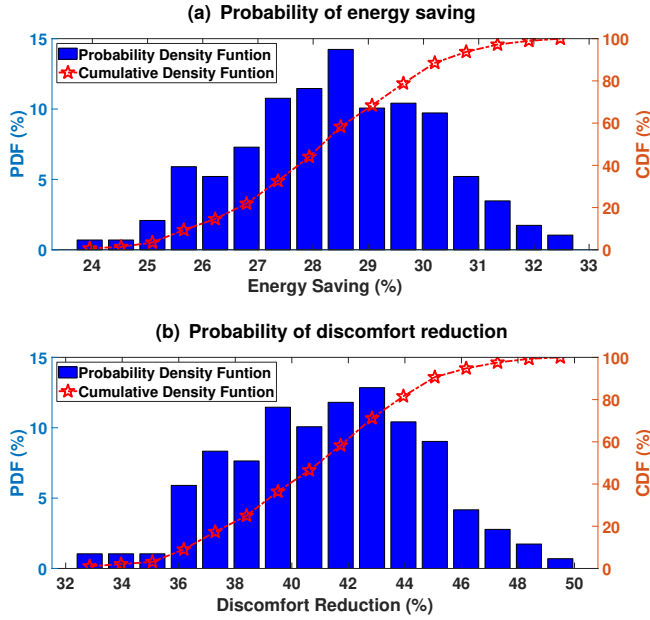 (a) Probability of energy saving
Probability Density Funtion
Cumulative Density Funtion
PDF (%)
15
10
5
0
CDF (%)
100
80
60
40
20
0
24 25 26 27 28 29 30 31 32 33
Energy Saving (%)
(b) Probability of discomfort reduction
Probability Density Funtion
Cumulative Density Funtion
PDF (%)
15
10
5
0
CDF (%)
100
80
60
40
20
0
32 34 36 38 40 42 44 46 48 50
Discomfort Reduction (%)